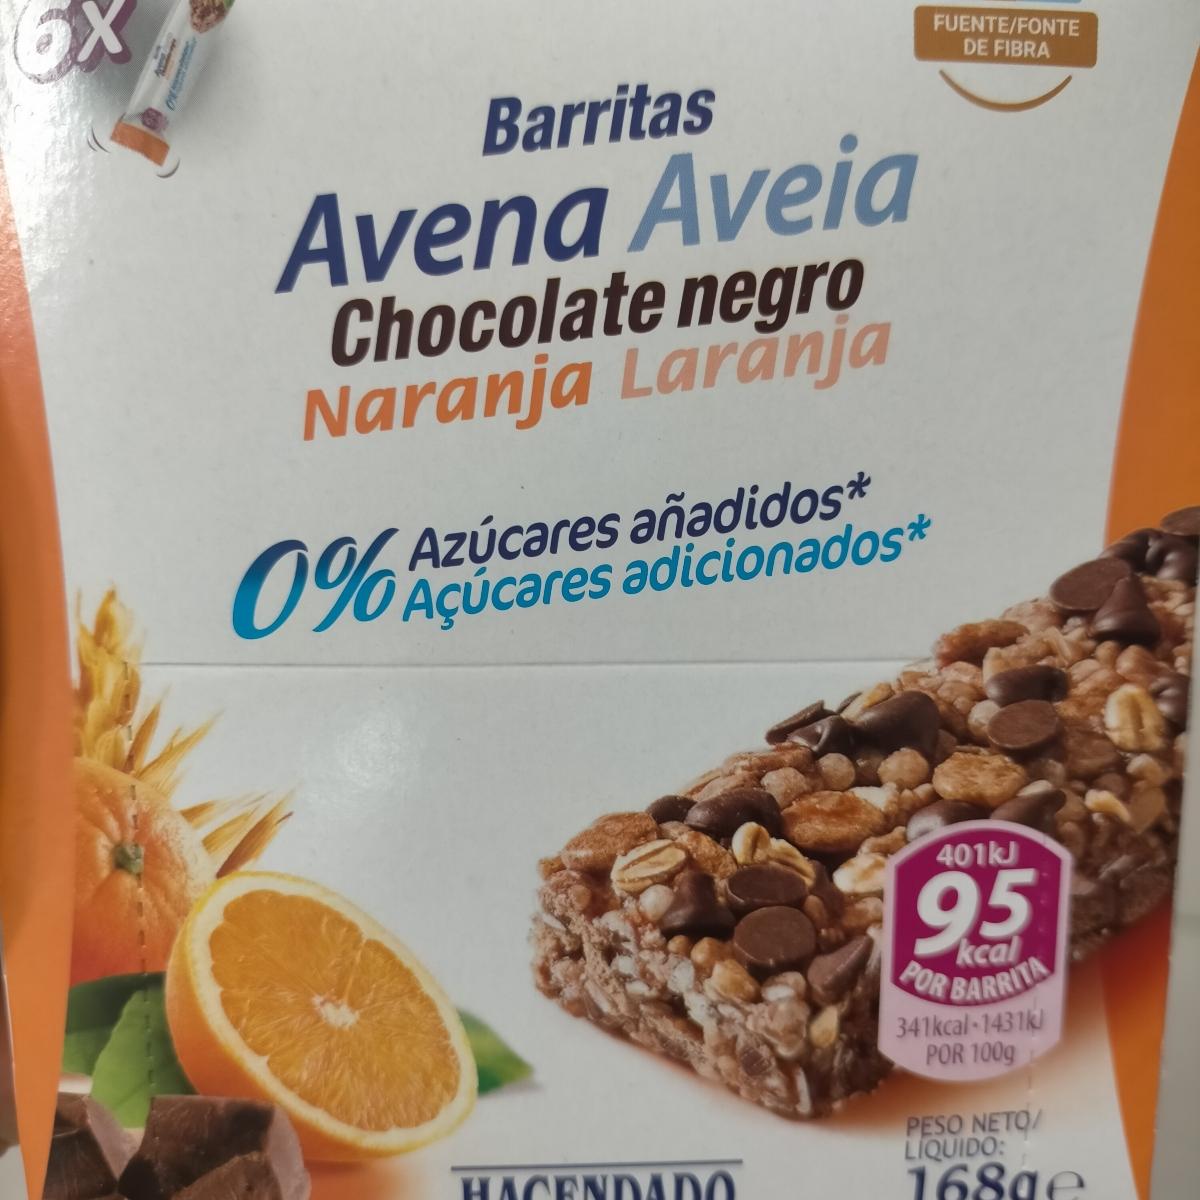 6X
FUENTE/FONTE
DE FIBRA
Barritas
Avena Aveia
Chocolate negro
Naranja Laranja
0% Azúcares añadidos*
Açúcares adicionados*
401kJ
95
kcal
POR BARRITA
341kcal·1431kJ
POR 100g
PESO NETO/
LÍQUIDO:
168g e
HACENDADO